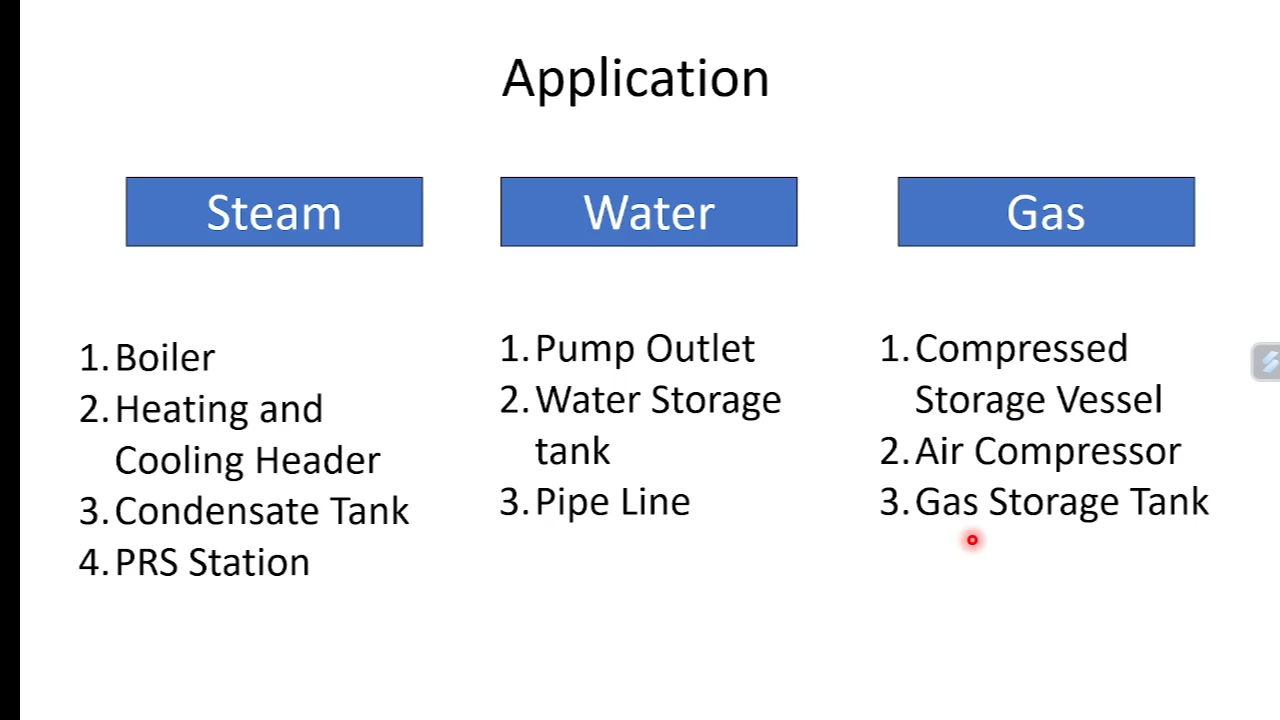 Application
Steam
Water
Gas
1. Boiler
2. Heating and
Cooling Header
3. Condensate Tank
4. PRS Station
1. Pump Outlet
2. Water Storage
tank
3. Pipe Line
1. Compressed
Storage Vessel
2. Air Compressor
3. Gas Storage Tank